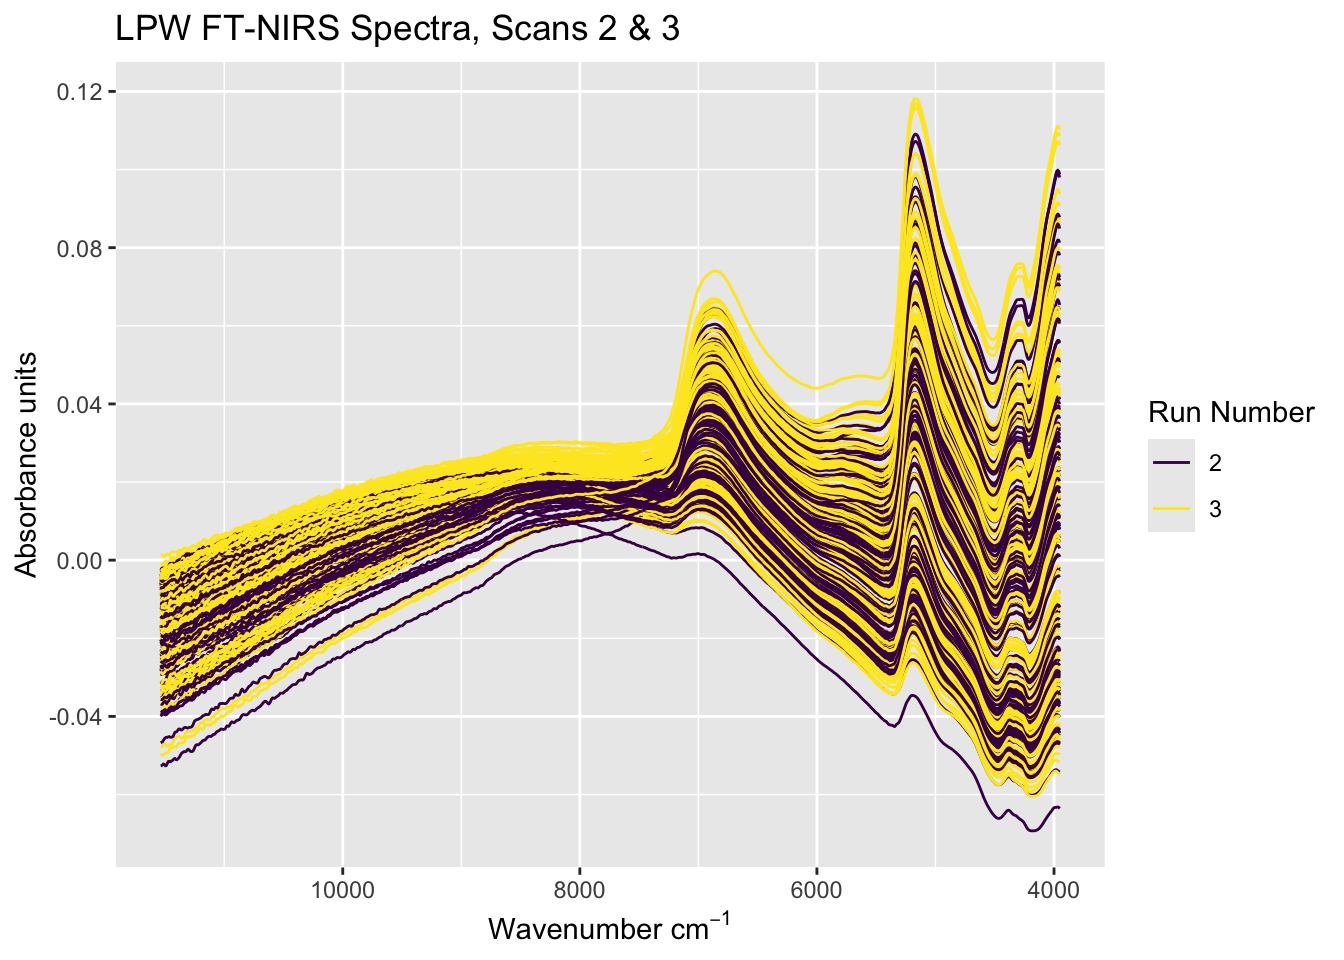 LPW FT-NIRS Spectra, Scans 2 & 3
Absorbance units
0.12
0.08
0.04
0.00
-0.04
10000 8000 6000 4000
Wavenumber cm⁻¹
Run Number
2
3